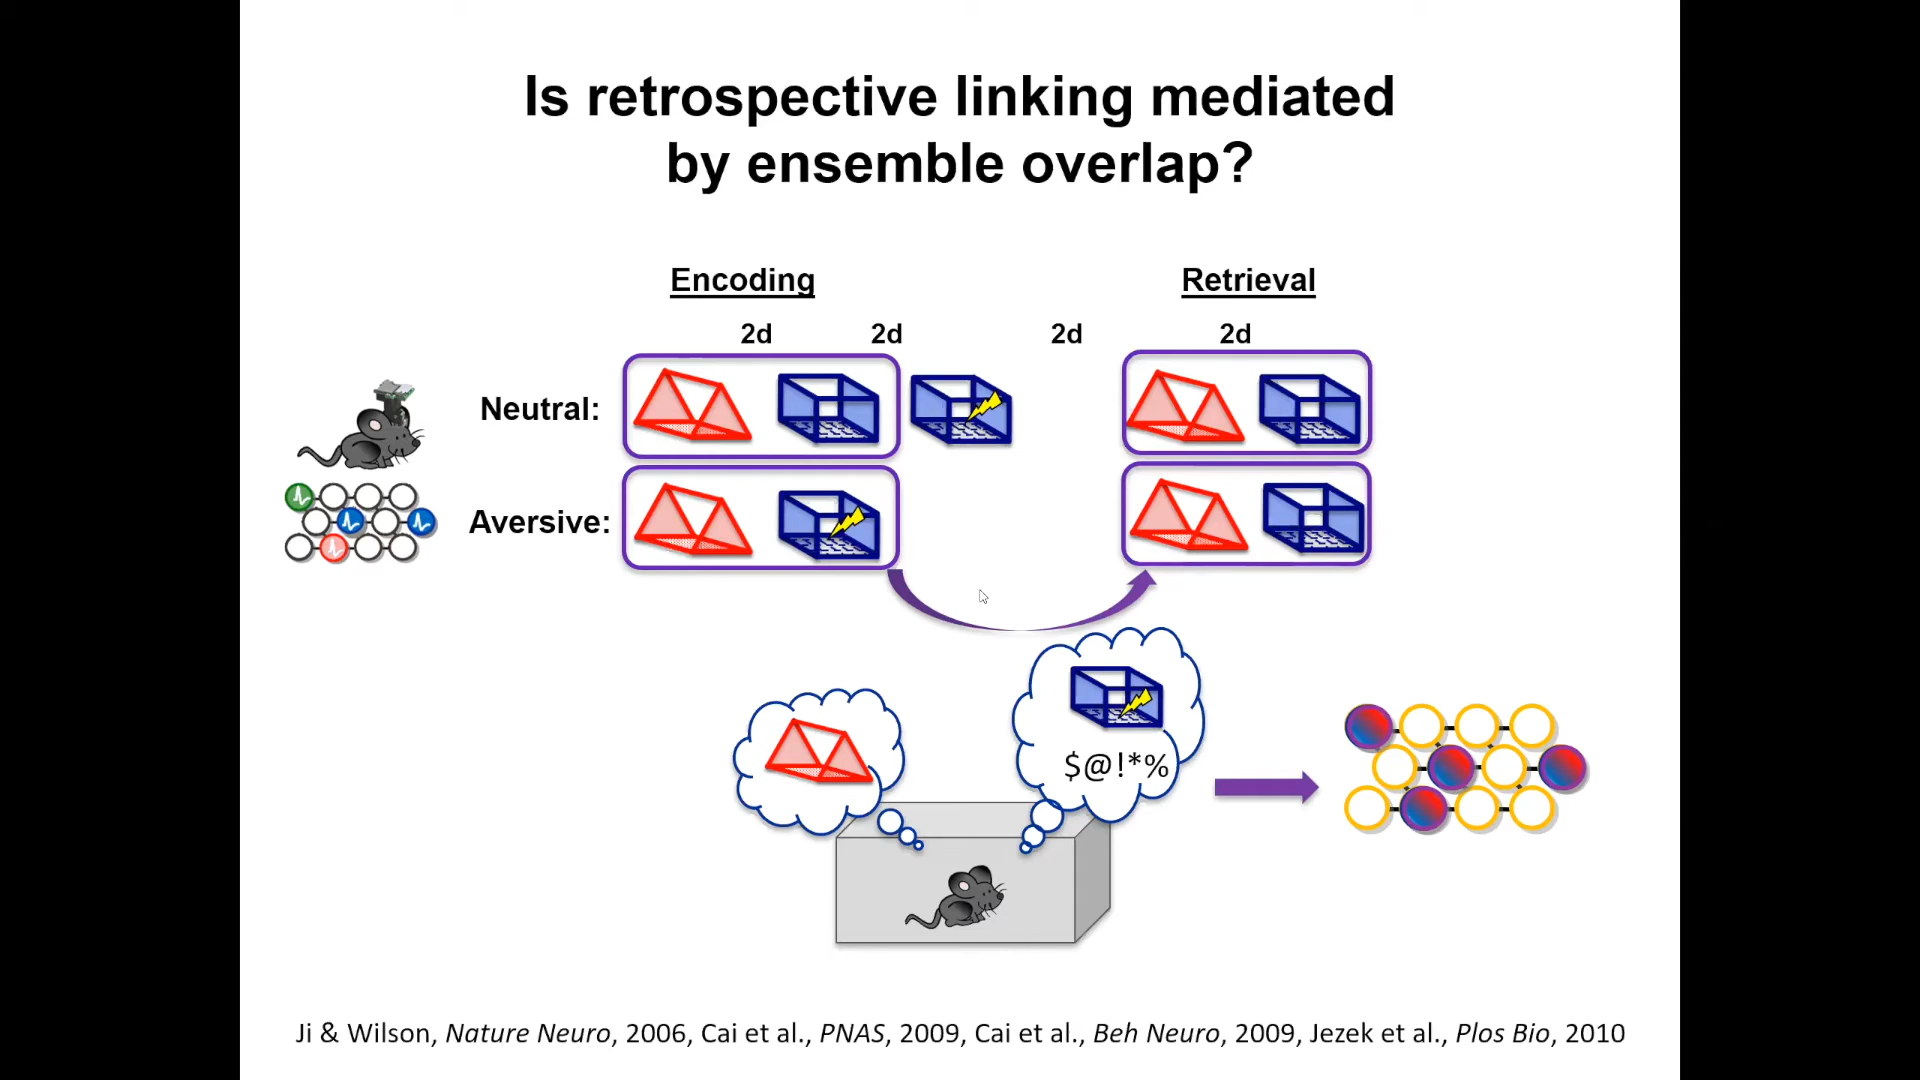 Is retrospective linking mediated
by ensemble overlap?
Encoding
Retrieval
2d 2d 2d 2d
Neutral:
Aversive:
$@!*%
Ji & Wilson, Nature Neuro, 2006, Cai et al., PNAS, 2009, Cai et al., Beh Neuro, 2009, Jezek et al., Plos Bio, 2010